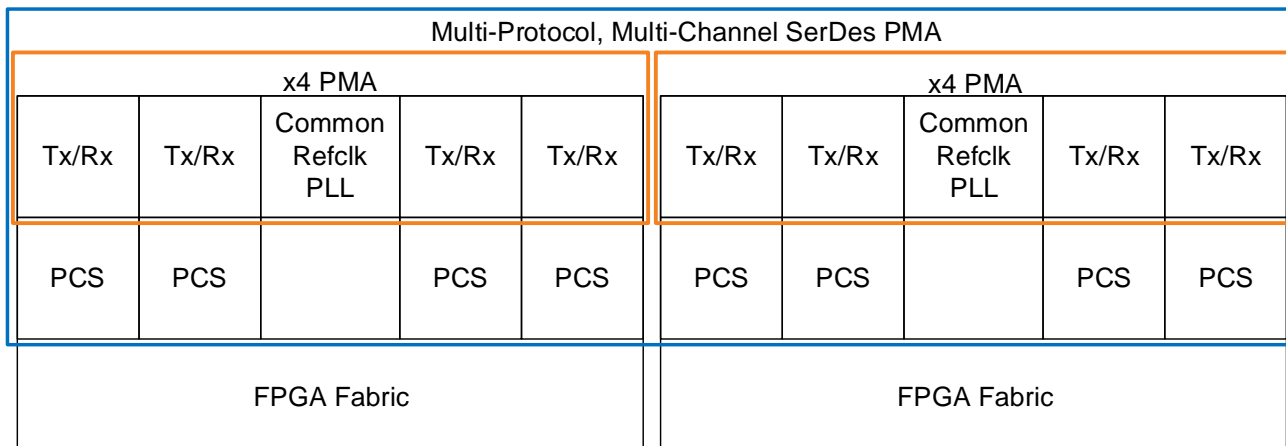 Multi-Protocol, Multi-Channel SerDes PMA
x4 PMA
x4 PMA
Tx/Rx
Tx/Rx
Common
Refclk
PLL
Tx/Rx
Tx/Rx
Tx/Rx
Tx/Rx
Common
Refclk
PLL
Tx/Rx
Tx/Rx
PCS
PCS
PCS
PCS
PCS
PCS
PCS
PCS
FPGA Fabric
FPGA Fabric